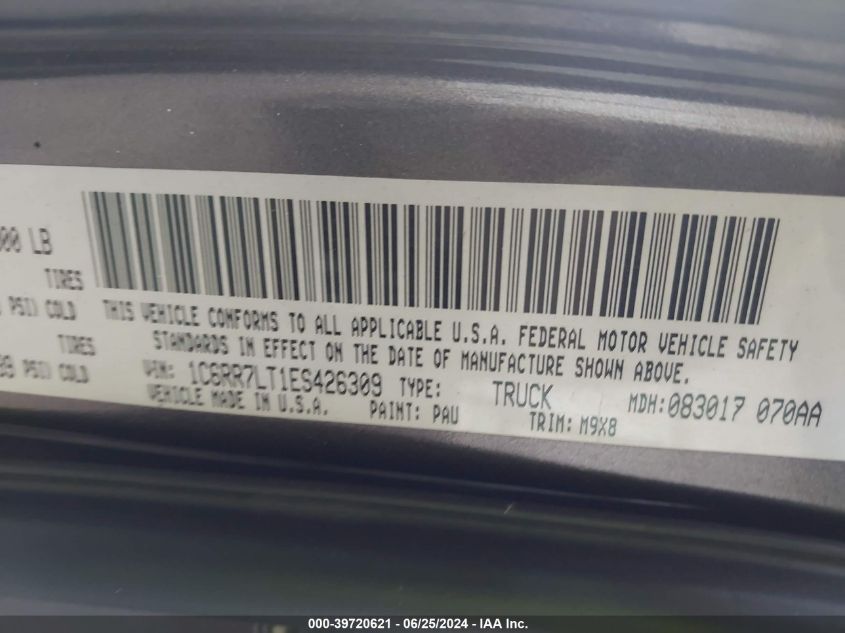 00 LB
TIRES
PSI) COLD
TIRES
PSI) COLD
THIS VEHICLE CONFORMS TO ALL APPLICABLE U.S.A. FEDERAL MOTOR VEHICLE SAFETY
STANDARDS IN EFFECT ON THE DATE OF MANUFACTURE SHOWN ABOVE.
VIN: 1C6RR7LT1ES426309 TYPE: TRUCK MDH:083017 070AA
VEHICLE MADE IN U.S.A. PAINT: PAU TRIM: M9X8
000-39720621 - 06/25/2024 - IAA Inc.